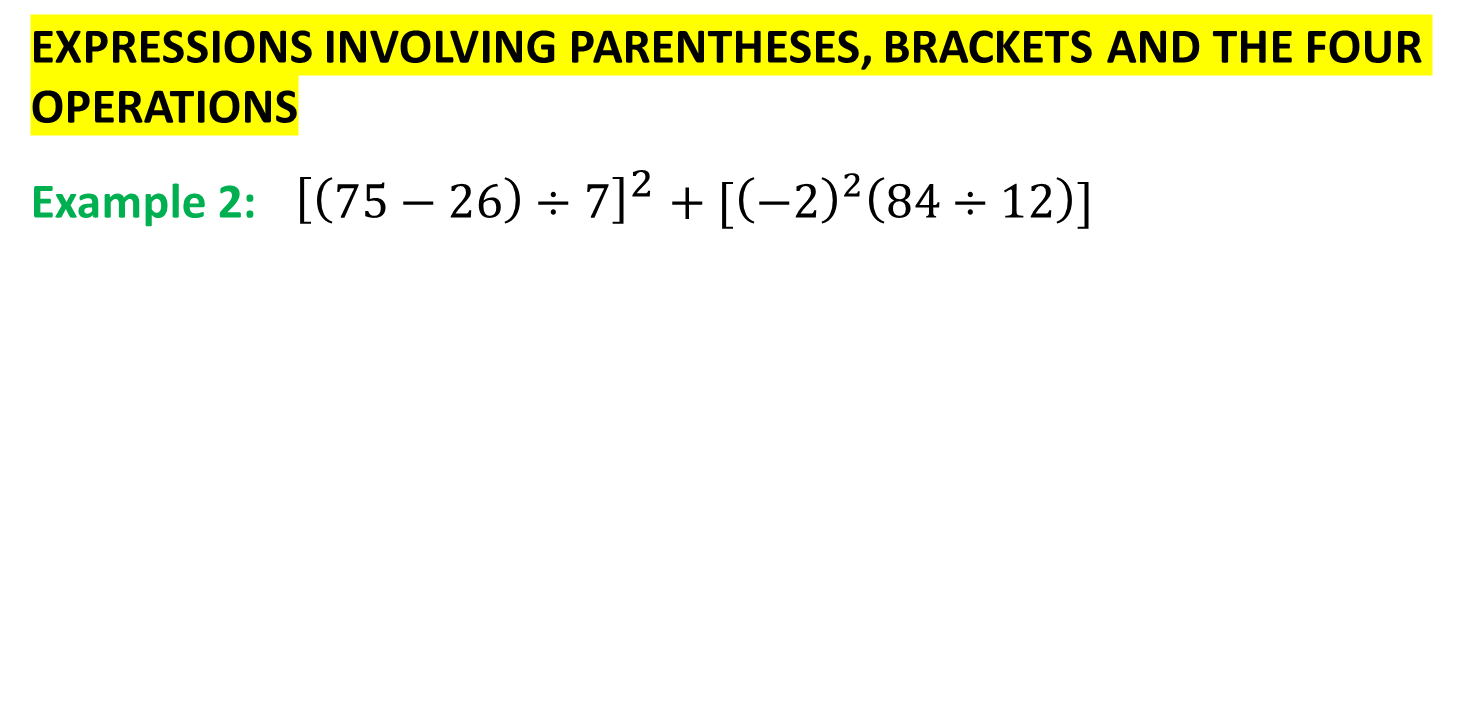 EXPRESSIONS INVOLVING PARENTHESES, BRACKETS AND THE FOUR
OPERATIONS
Example 2: [(75 − 26) ÷ 7]² + [(−2)²(84 ÷ 12)]